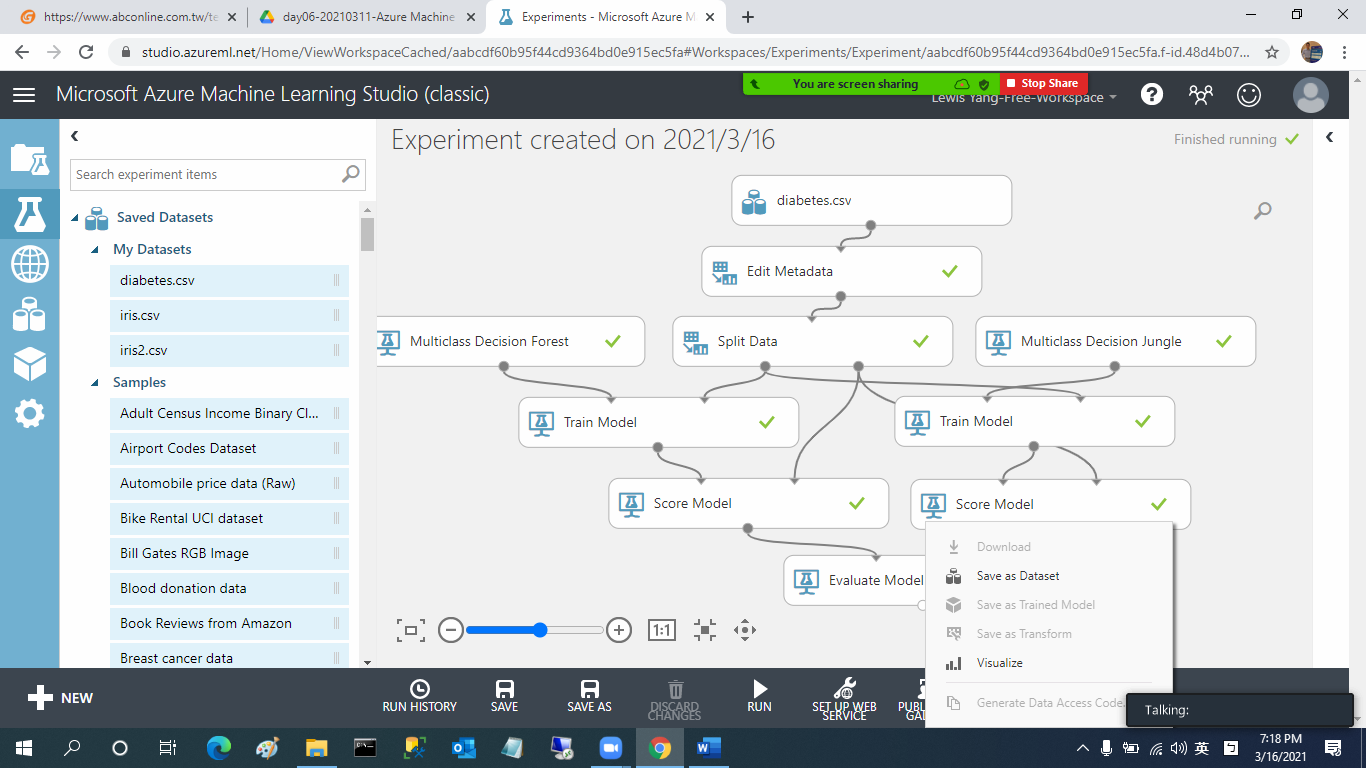 https://www.abconline.com.tw/te
day06-20210311-Azure Machine
Experiments - Microsoft Azure M
studio.azureml.net/Home/ViewWorkspaceCached/aabcdf60b95f44cd9364bd0e915ec5fa#Workspaces/Experiments/Experiment/aabcdf60b95f44cd9364bd0e915ec5fa.f-id.48d4b07...
Microsoft Azure Machine Learning Studio (classic)
You are screen sharing
Stop Share
Lewis Yang-Free-Workspace
Experiment created on 2021/3/16
Finished running
Search experiment items
Saved Datasets
My Datasets
diabetes.csv
iris.csv
iris2.csv
Samples
Adult Census Income Binary Cl...
Airport Codes Dataset
Automobile price data (Raw)
Bike Rental UCI dataset
Bill Gates RGB Image
Blood donation data
Book Reviews from Amazon
Breast cancer data
diabetes.csv
Edit Metadata
Multiclass Decision Forest
Split Data
Multiclass Decision Jungle
Train Model
Train Model
Score Model
Score Model
Evaluate Model
1:1
Download
Save as Dataset
Save as Trained Model
Save as Transform
Visualize
Generate Data Access Code
Talking:
NEW
RUN HISTORY
SAVE
SAVE AS
DISCARD
CHANGES
RUN
SET UP WEB
SERVICE
PUBL
GAL
英
7:18 PM
3/16/2021